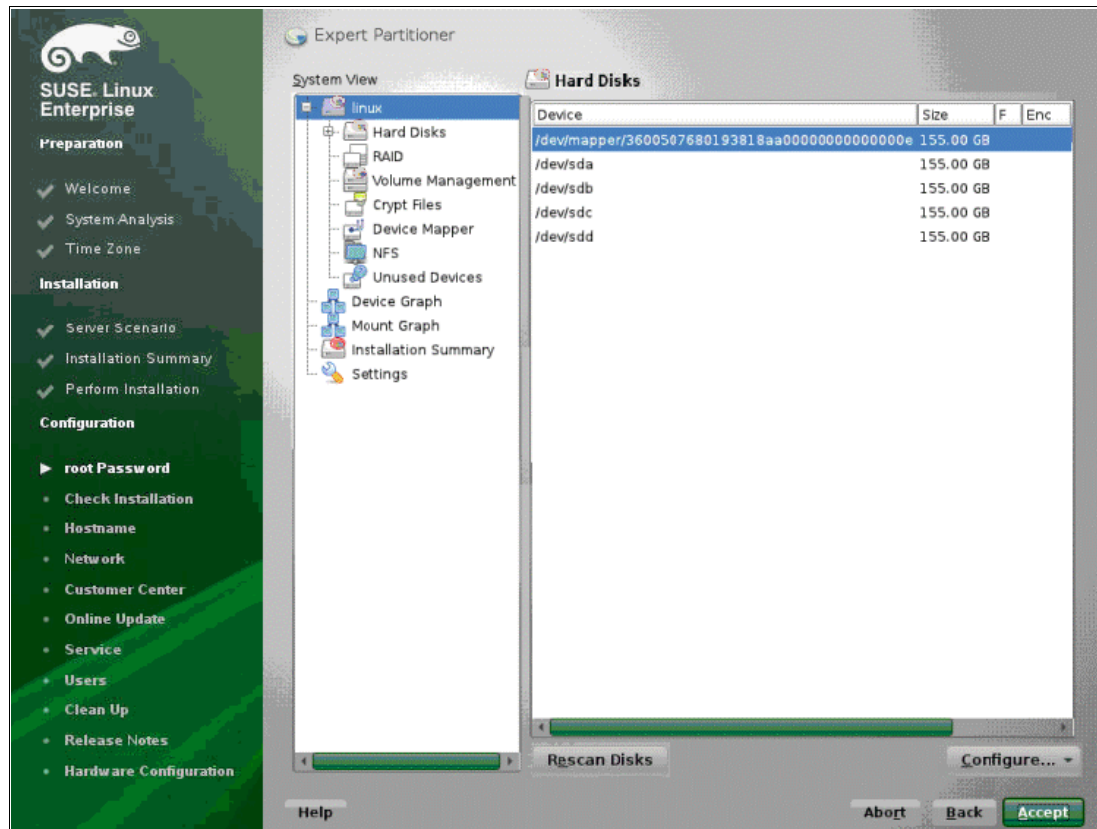 SUSE. Linux
Enterprise
Preparation
Welcome
System Analysis
Time Zone
Installation
Server Scenario
Installation Summary
Perform Installation
Configuration
root Password
Check Installation
Hostname
Network
Customer Center
Online Update
Service
Users
Clean Up
Release Notes
Hardware Configuration
Expert Partitioner
System View
linux
Hard Disks
RAID
Volume Management
Crypt Files
Device Mapper
NFS
Unused Devices
Device Graph
Mount Graph
Installation Summary
Settings
Hard Disks
Device Size F Enc
/dev/mapper/3600507680193818aa00000000000000e 155.00 GB
/dev/sda 155.00 GB
/dev/sdb 155.00 GB
/dev/sdc 155.00 GB
/dev/sdd 155.00 GB
Rescan Disks Configure...
Help Abort Back Accept